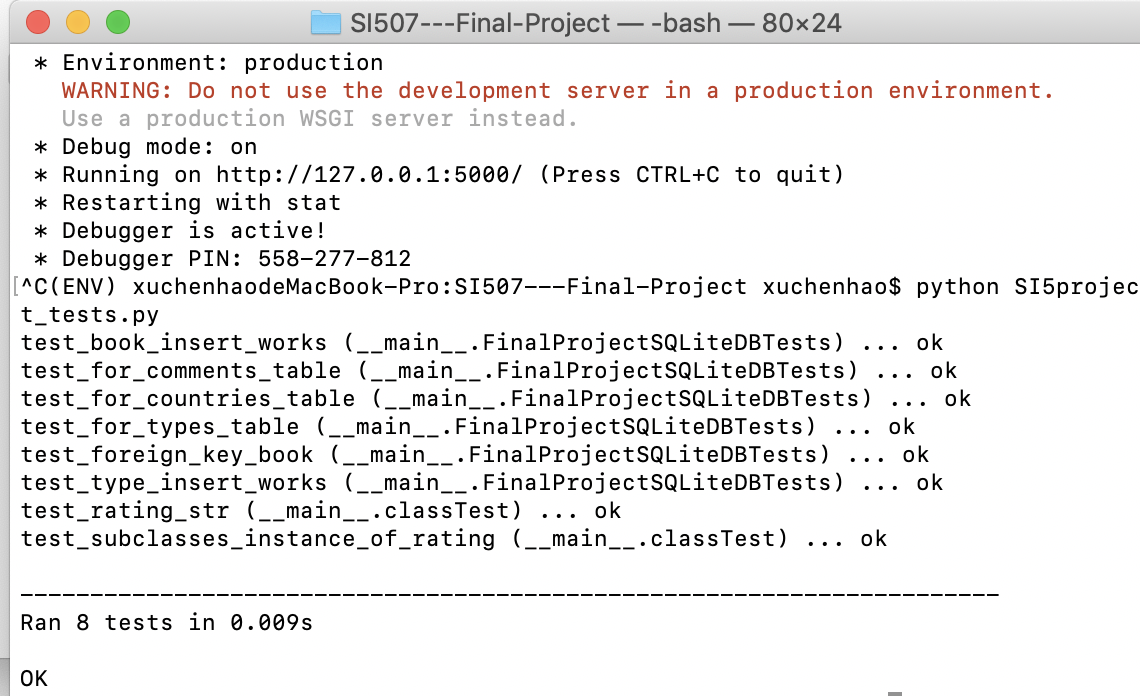 SI507---Final-Project — -bash — 80×24
* Environment: production
WARNING: Do not use the development server in a production environment.
Use a production WSGI server instead.
* Debug mode: on
* Running on http://127.0.0.1:5000/ (Press CTRL+C to quit)
* Restarting with stat
* Debugger is active!
* Debugger PIN: 558-277-812
[^C(ENV) xuchenhaodeMacBook-Pro:SI507---Final-Project xuchenhao$ python SI5projec
t_tests.py
test_book_insert_works (__main__.FinalProjectSQLiteDBTests) ... ok
test_for_comments_table (__main__.FinalProjectSQLiteDBTests) ... ok
test_for_countries_table (__main__.FinalProjectSQLiteDBTests) ... ok
test_for_types_table (__main__.FinalProjectSQLiteDBTests) ... ok
test_foreign_key_book (__main__.FinalProjectSQLiteDBTests) ... ok
test_type_insert_works (__main__.FinalProjectSQLiteDBTests) ... ok
test_rating_str (__main__.classTest) ... ok
test_subclasses_instance_of_rating (__main__.classTest) ... ok
----------------------------------------------------------------------
Ran 8 tests in 0.009s
OK